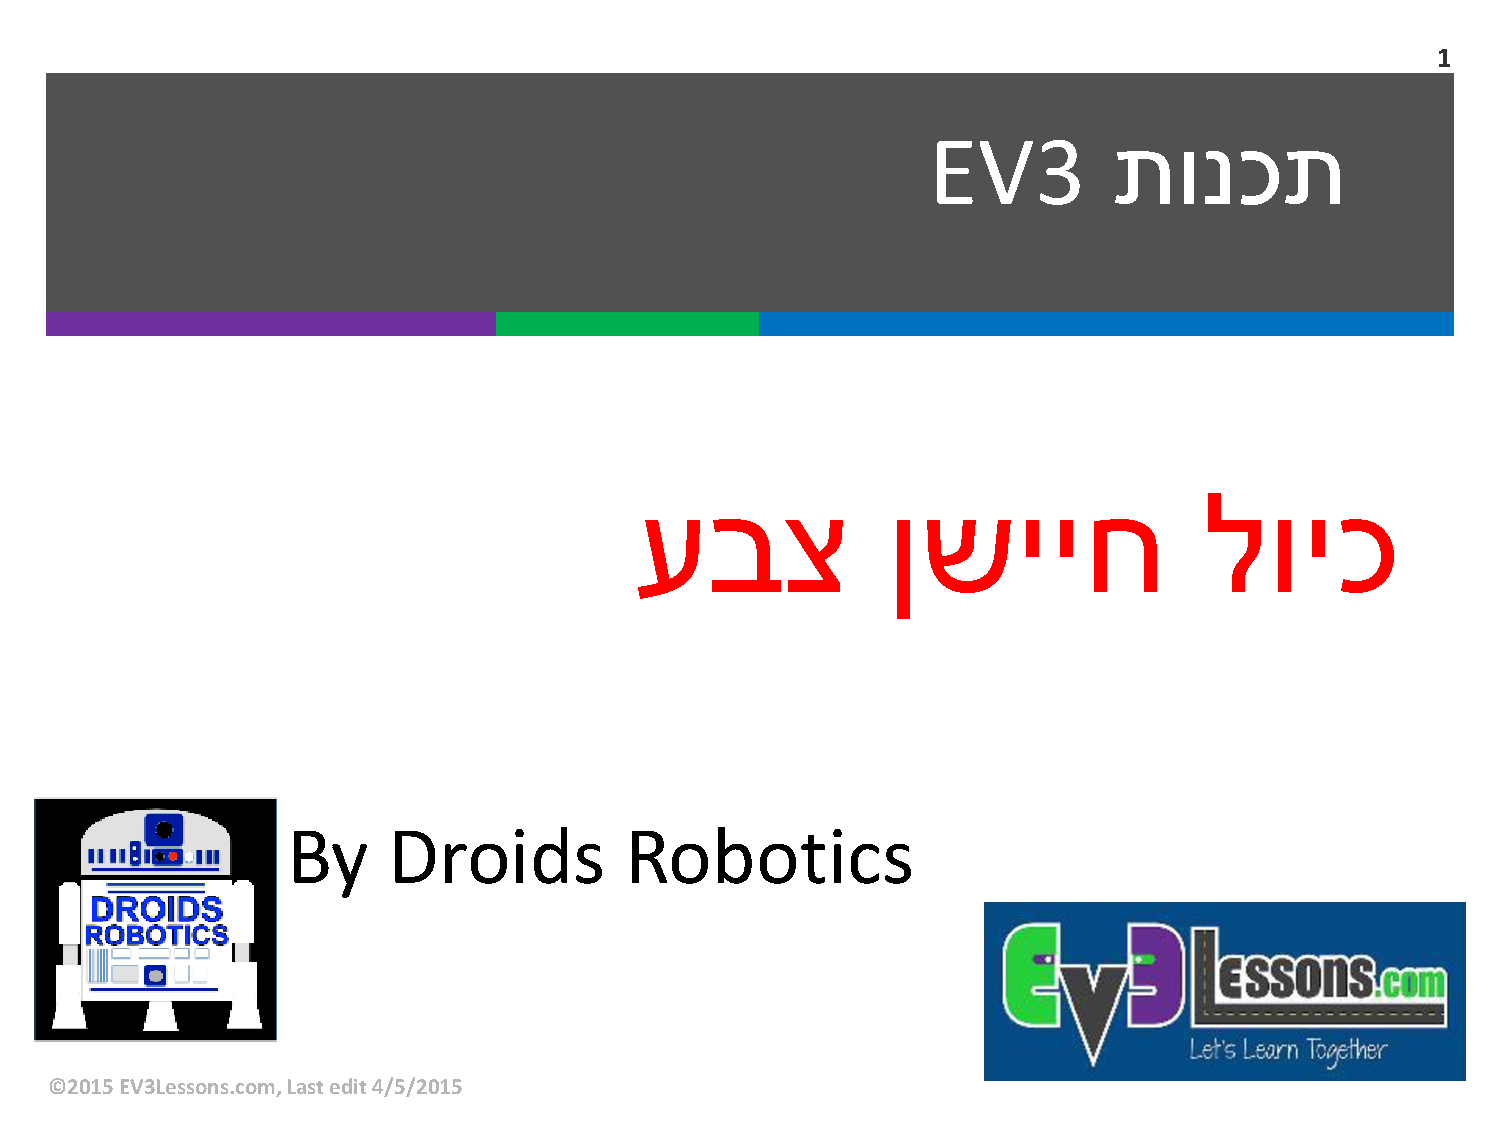 1
תכנות EV3
כיול חיישן צבע
By Droids Robotics
DROIDS
ROBOTICS
EV3Lessons.com
Let's Learn Together
©2015 EV3Lessons.com, Last edit 4/5/2015